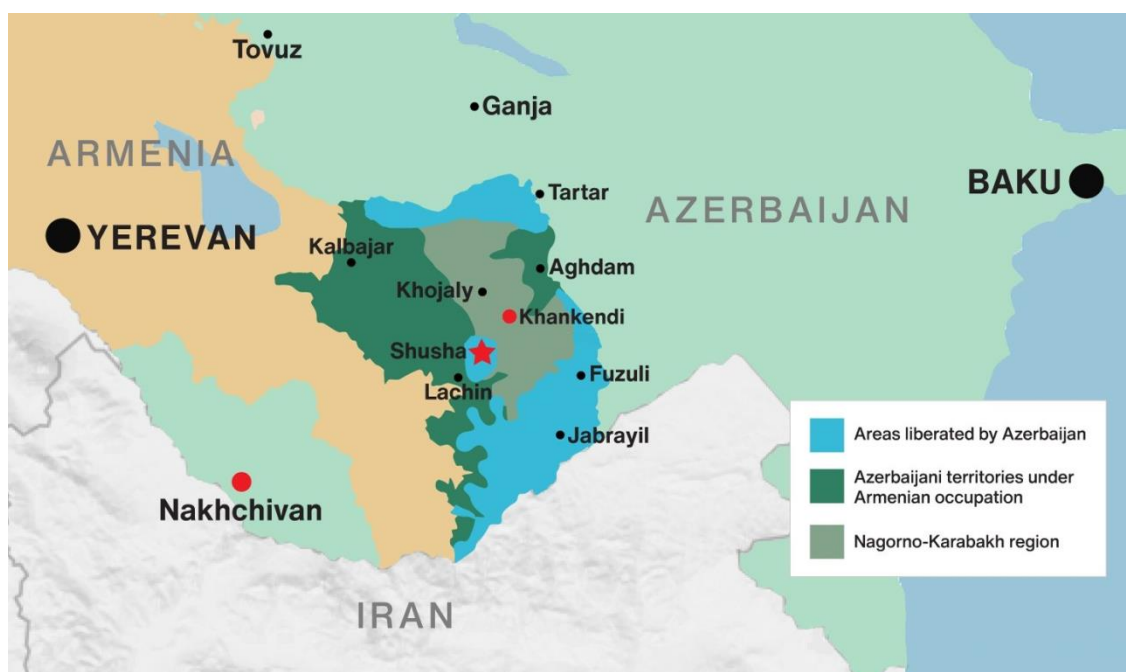 Tovuz
Ganja
ARMENIA
BAKU
Tartar
AZERBAIJAN
YEREVAN
Kalbajar
Aghdam
Khojaly
Khankendi
Shusha
Fuzuli
Lachin
Jabrayil
Areas liberated by Azerbaijan
Azerbaijani territories under
Armenian occupation
Nagorno-Karabakh region
Nakhchivan
IRAN